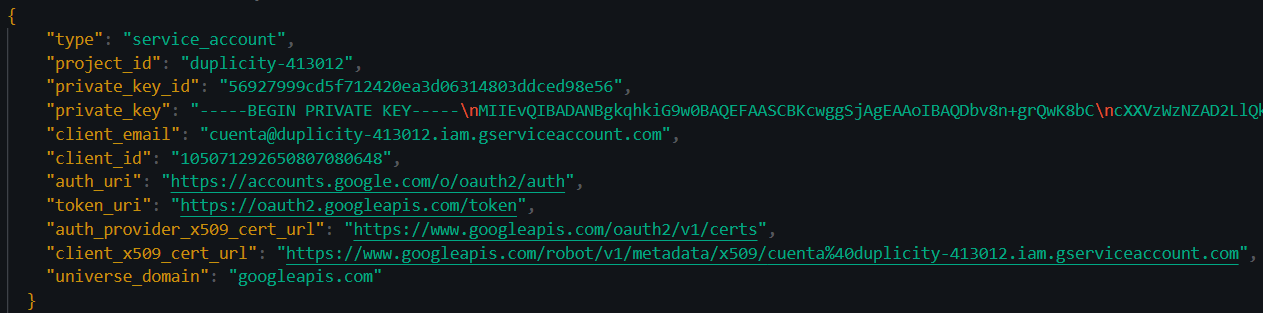 {
"type": "service_account",
"project_id": "duplicity-413012",
"private_key_id": "56927999cd5f712420ea3d06314803ddced98e56",
"private_key": "-----BEGIN PRIVATE KEY-----\nMIIEvQIBADANBgkqhkiG9w0BAQEFAASCBKcwggSjAgEAAoIBAQDbv8n+grQwK8bC\ncXXVzWzNZAD2LlQk
"client_email": "cuenta@duplicity-413012.iam.gserviceaccount.com",
"client_id": "105071292650807080648",
"auth_uri": "https://accounts.google.com/o/oauth2/auth",
"token_uri": "https://oauth2.googleapis.com/token",
"auth_provider_x509_cert_url": "https://www.googleapis.com/oauth2/v1/certs",
"client_x509_cert_url": "https://www.googleapis.com/robot/v1/metadata/x509/cuenta%40duplicity-413012.iam.gserviceaccount.com",
"universe_domain": "googleapis.com"
}